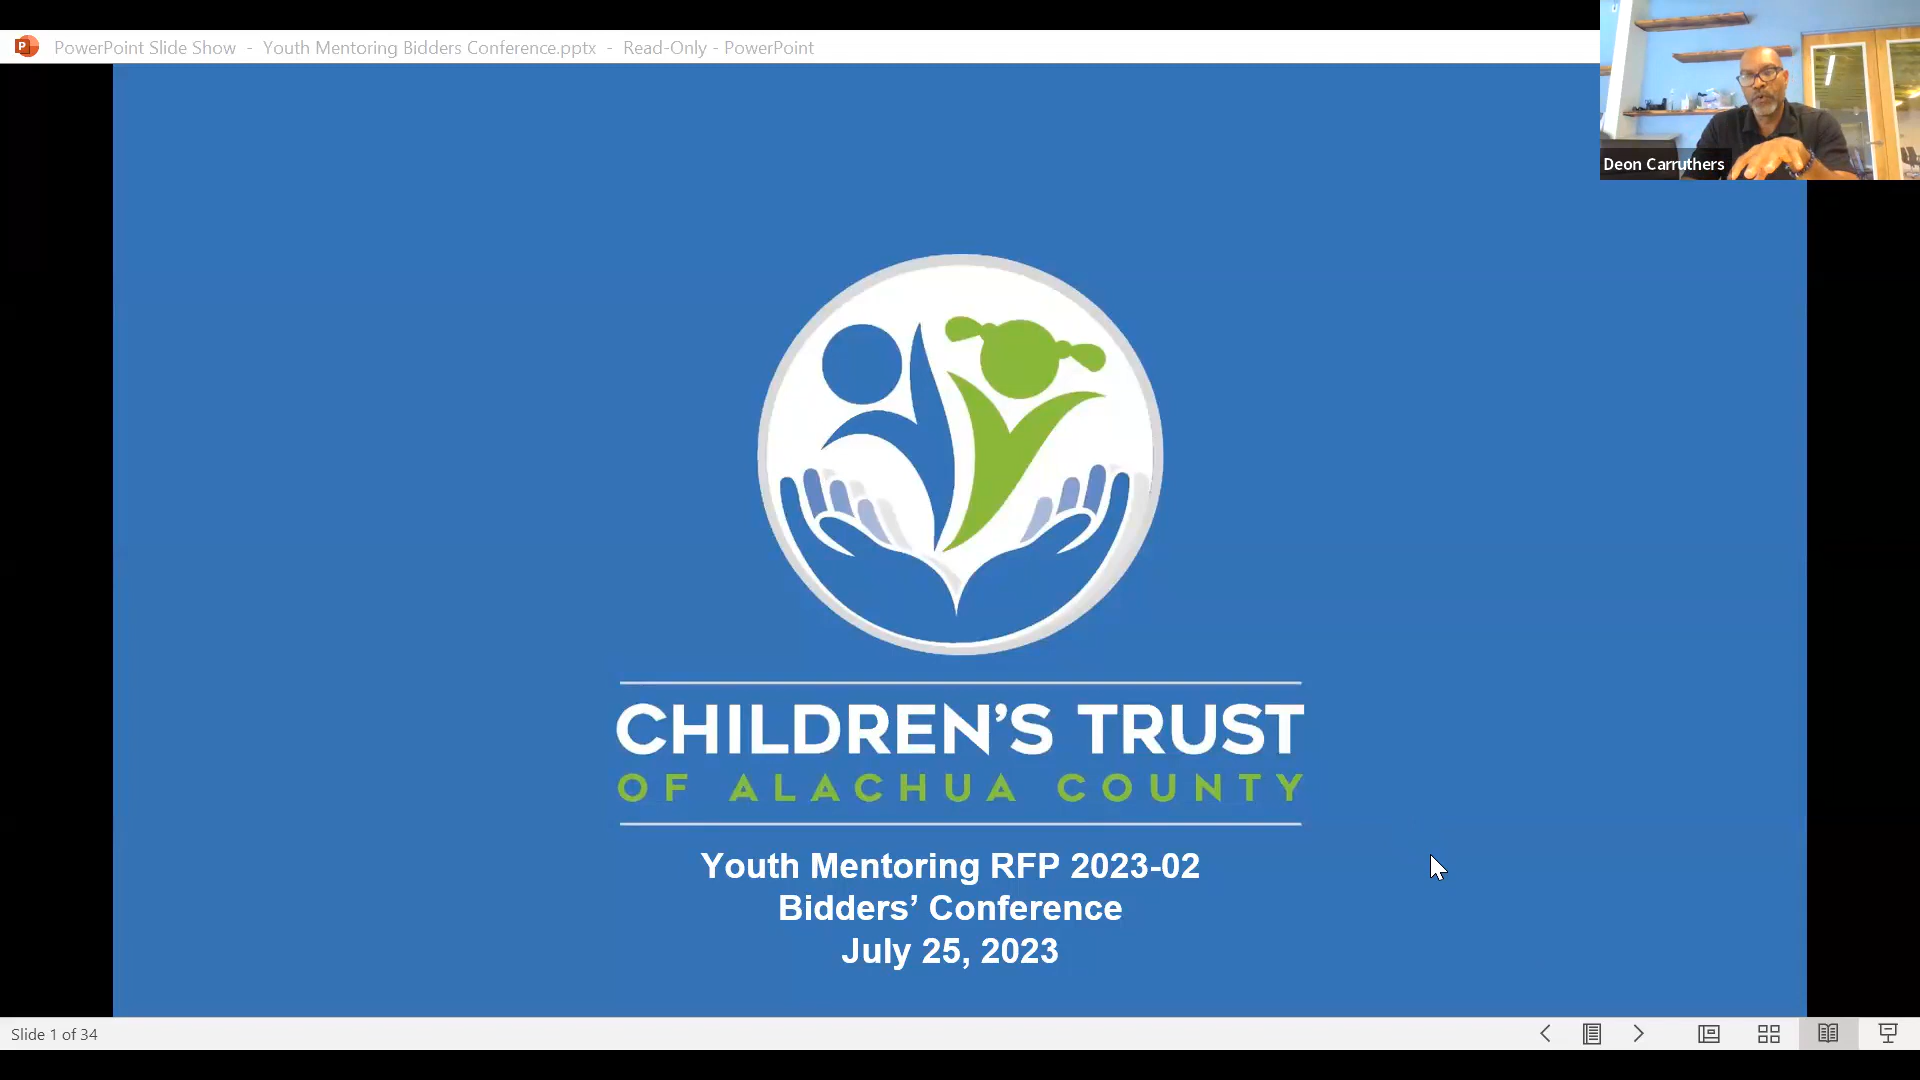 PowerPoint Slide Show - Youth Mentoring Bidders Conference.pptx - Read-Only - PowerPoint
Deon Carruthers
CHILDREN'S TRUST
OF ALACHUA COUNTY
Youth Mentoring RFP 2023-02
Bidders’ Conference
July 25, 2023
Slide 1 of 34